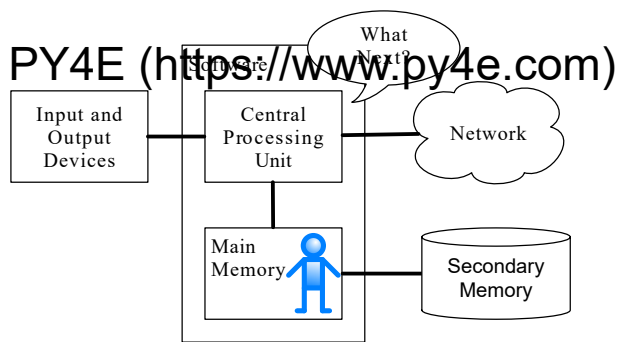 What
Next?
PY4E (https://www.py4e.com)
Software
Input and
Output
Devices
Central
Processing
Unit
Network
Main
Memory
Secondary
Memory